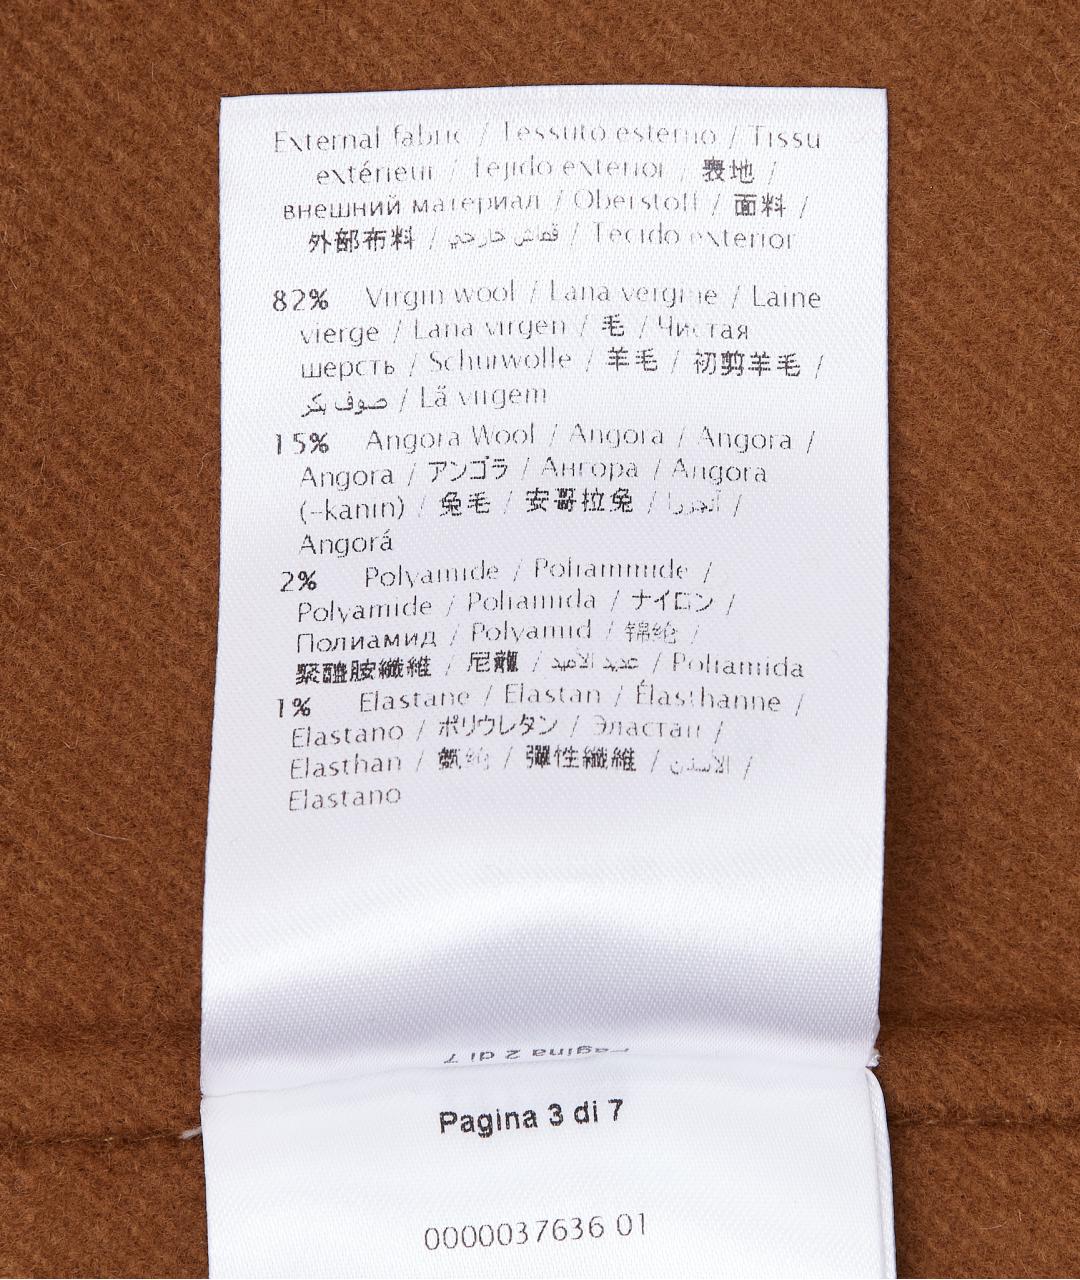 External fabric / Tessuto esterno / Tissu
extérieur / Tejido exterior / 表地 /
внешний материал / Oberstoff / 面料 /
外部布料 / قماش خارجي / Tecido exterior
82% Virgin wool / Lana vergine / Laine
vierge / Lana virgen / 毛 / Чистая
шерсть / Schurwolle / 羊毛 / 初剪羊毛 /
صوف بكر / Lã virgem
15% Angora Wool / Angora / Angora /
Angora / アンゴラ / Ангора / Angora
(-kanin) / 兔毛 / 安哥拉兔 / أنجورا /
Angorá
2% Polyamide / Poliammide /
Polyamide / Poliamida / ナイロン /
Полиамид / Polyamid / 锦纶 /
聚醯胺纖維 / 尼龍 / عديد الأميد / Poliamida
1% Elastane / Elastan / Élasthanne /
Elastano / ポリウレタン / Эластан /
Elasthan / 氨纶 / 彈性纖維 / الاستدن /
Elastano
Pagina 2 di 7
Pagina 3 di 7
0000037636 01